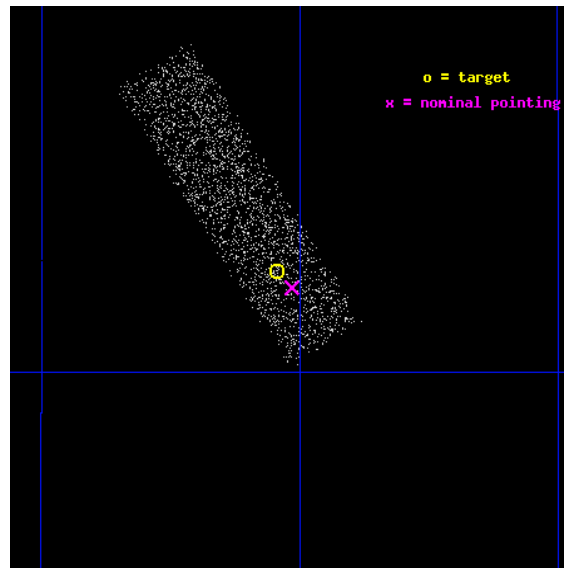 o = target
x = nominal pointing